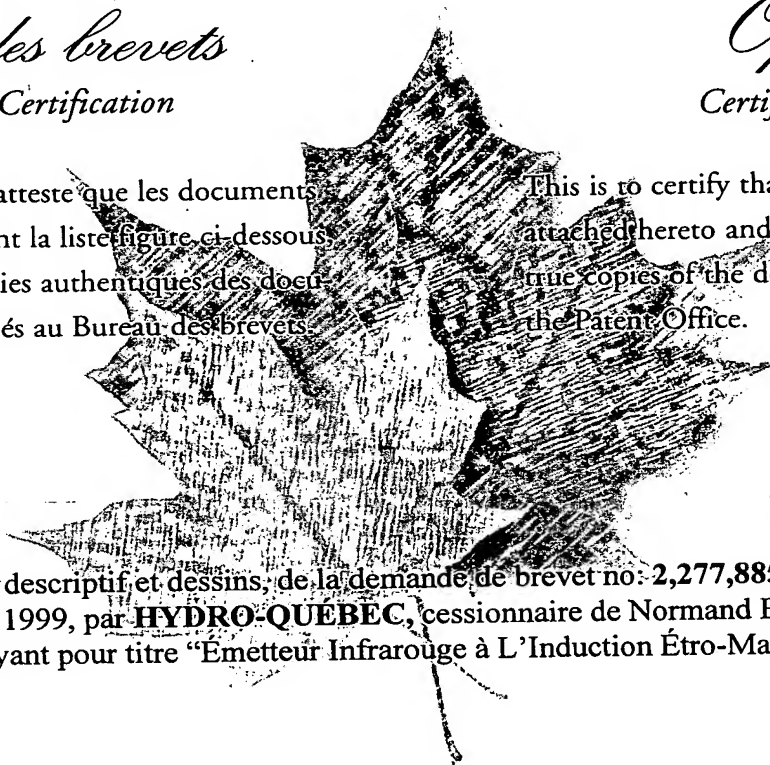 les brevets
Certification
Certif
atteste que les documents
nt la liste figure ci-dessous
ies authentiques des docu-
és au Bureau des brevets.
This is to certify tha
attached hereto and
true copies of the d
the Patent Office.
descriptif et dessins, de la demande de brevet no: 2,277,885
1999, par HYDRO-QUÉBEC, cessionnaire de Normand B
yant pour titre “Émetteur Infrarouge à L'Induction Étro-Ma